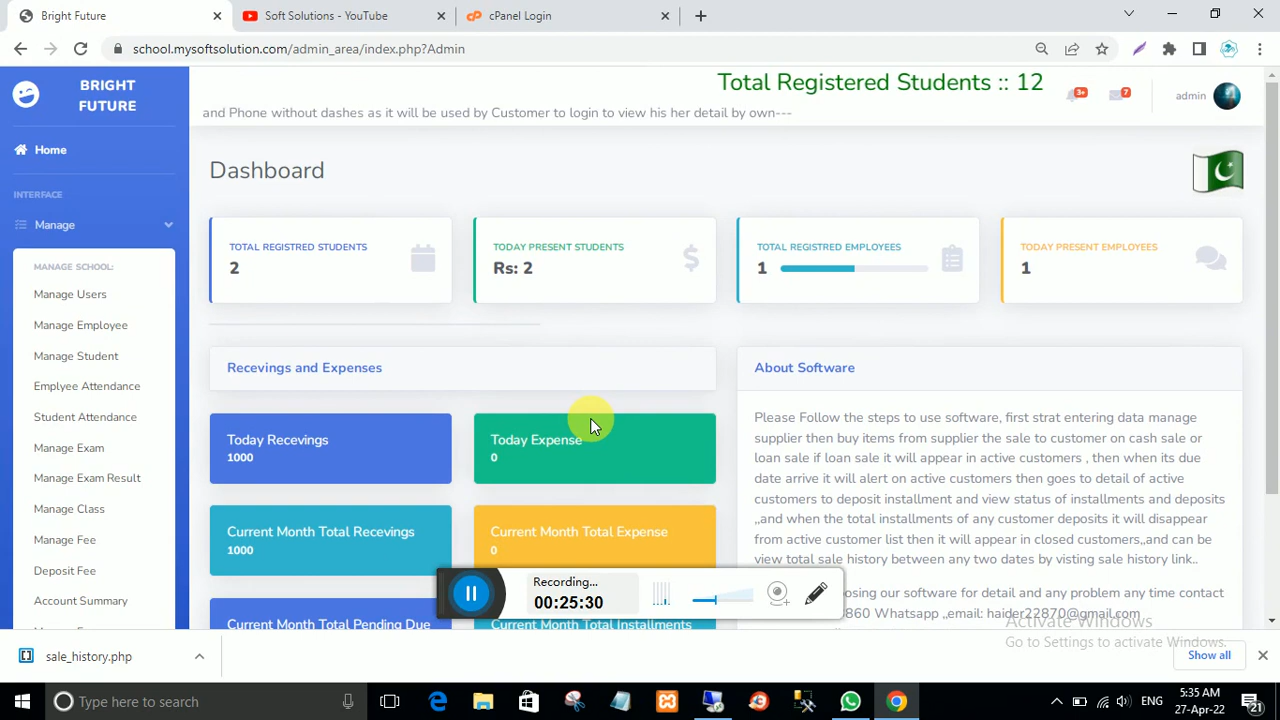 Bright Future
Soft Solutions - YouTube
cPanel Login
school.mysoftsolution.com/admin_area/index.php?Admin
BRIGHT
FUTURE
Total Registered Students :: 12
3+
7
admin
and Phone without dashes as it will be used by Customer to login to view his her detail by own---
Home
Dashboard
INTERFACE
Manage
TOTAL REGISTRED STUDENTS
2
TODAY PRESENT STUDENTS
Rs: 2
TOTAL REGISTRED EMPLOYEES
1
TODAY PRESENT EMPLOYEES
1
MANAGE SCHOOL:
Manage Users
Manage Employee
Manage Student
Emplyee Attendance
Student Attendance
Manage Exam
Manage Exam Result
Manage Class
Manage Fee
Deposit Fee
Account Summary
Recevings and Expenses
Today Recevings
1000
Today Expense
0
Current Month Total Recevings
1000
Current Month Total Expense
0
Current Month Total Pending Due
Current Month Total Installments
About Software
Please Follow the steps to use software, first strat entering data manage
supplier then buy items from supplier the sale to customer on cash sale or
loan sale if loan sale it will appear in active customers , then when its due
date arrive it will alert on active customers then goes to detail of active
customers to deposit installment and view status of installments and deposits
,,and when the total installments of any customer deposits it will disappear
from active customer list then it will appear in closed customers,,and can be
view total sale history between any two dates by visting sale history link..
osing our software for detail and any problem any time contact
860 Whatsapp ,email: haider22870@gmail.com
Recording...
00:25:30
Activate Windows
Go to Settings to activate Windows.
sale_history.php
Show all
Type here to search
ENG
5:35 AM
27-Apr-22
21